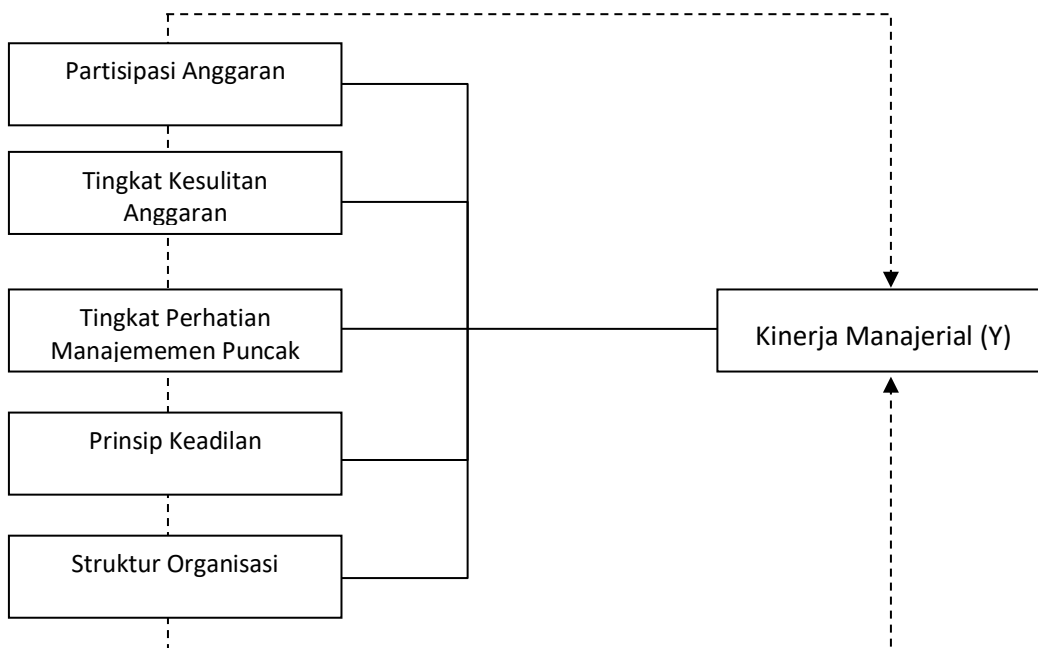 Partisipasi Anggaran
Tingkat Kesulitan
Anggaran
Tingkat Perhatian
Manajememen Puncak
Prinsip Keadilan
Struktur Organisasi
Kinerja Manajerial (Y)